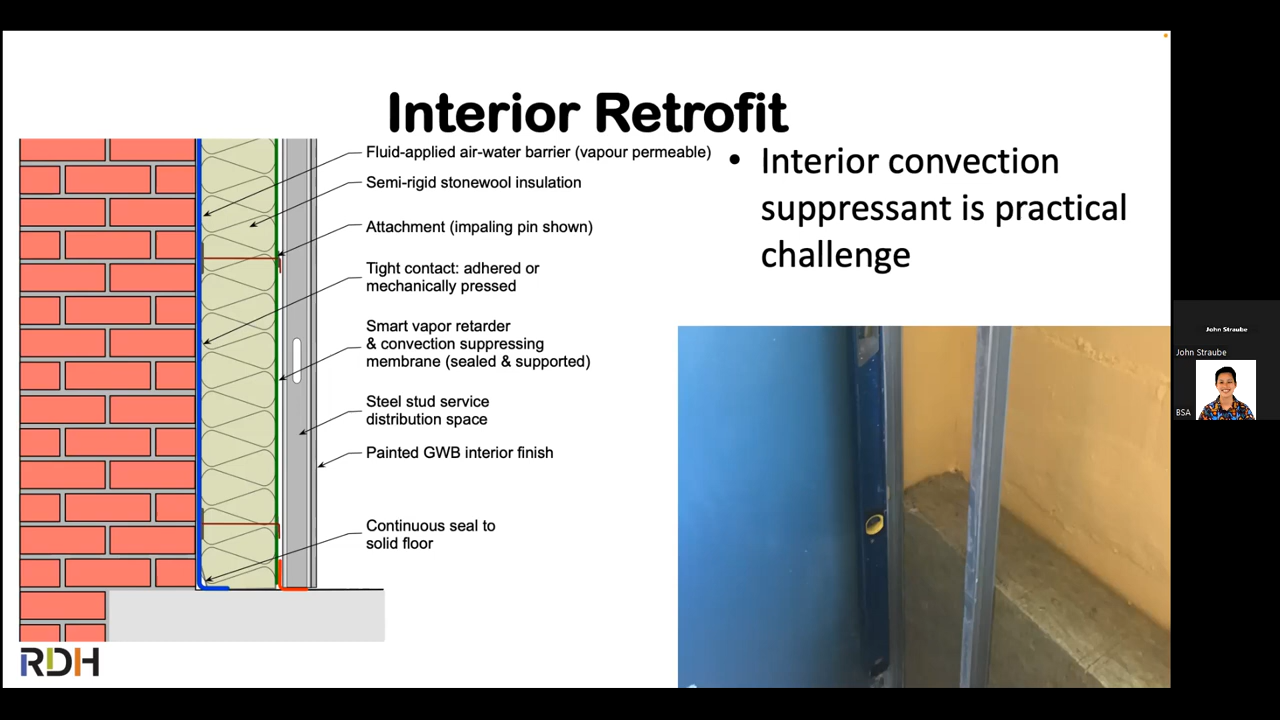 Interior Retrofit
Fluid-applied air-water barrier (vapour permeable)
Semi-rigid stonewool insulation
Attachment (impaling pin shown)
Tight contact: adhered or
mechanically pressed
Smart vapor retarder
& convection suppressing
membrane (sealed & supported)
Steel stud service
distribution space
Painted GWB interior finish
Continuous seal to
solid floor
• Interior convection
suppressant is practical
challenge
RDH
John Straube
John Straube
BSA